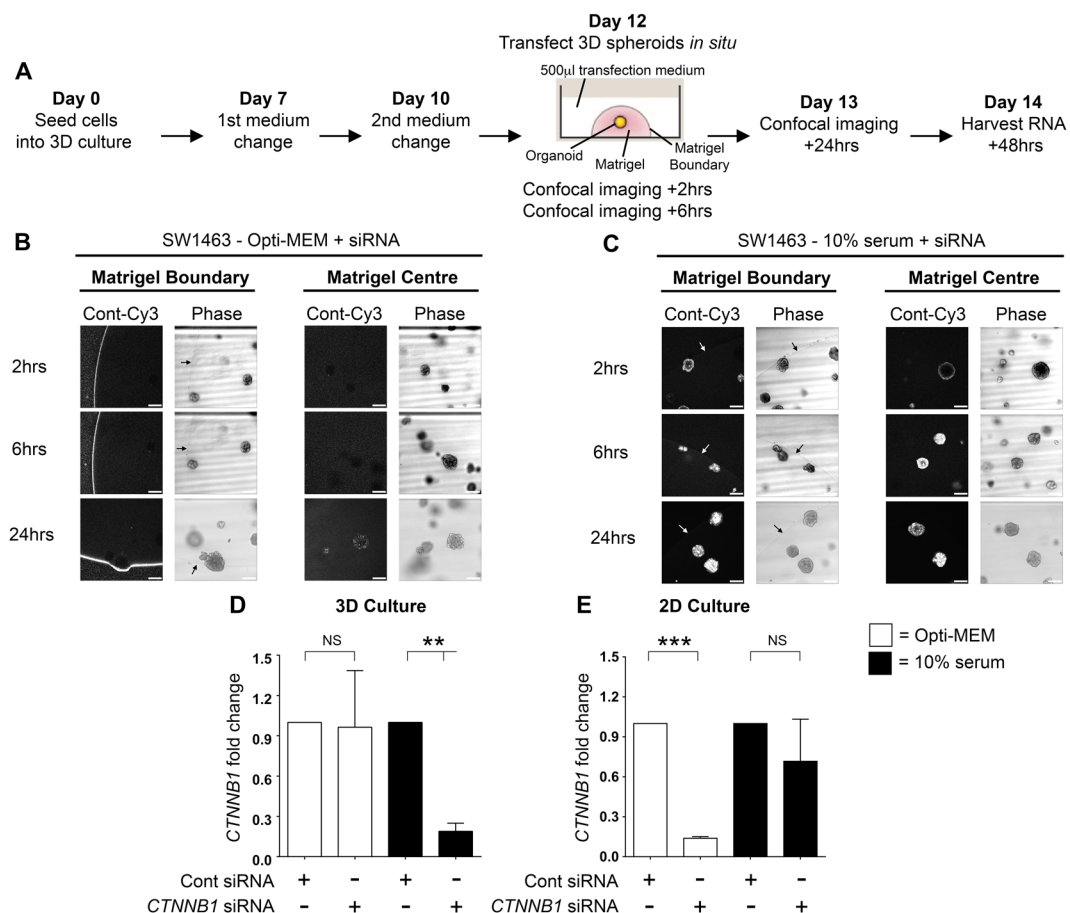 A
Day 0
Seed cells
into 3D culture
Day 7
1st medium
change
Day 10
2nd medium
change
Day 12
Transfect 3D spheroids in situ
500µl transfection medium
Organoid
Matrigel
Matrigel
Boundary
Confocal imaging +2hrs
Confocal imaging +6hrs
Day 13
Confocal imaging
+24hrs
Day 14
Harvest RNA
+48hrs
B
SW1463 - Opti-MEM + siRNA
Matrigel Boundary
Matrigel Centre
Cont-Cy3
Phase
Cont-Cy3
Phase
2hrs
6hrs
24hrs
C
SW1463 - 10% serum + siRNA
Matrigel Boundary
Matrigel Centre
Cont-Cy3
Phase
Cont-Cy3
Phase
2hrs
6hrs
24hrs
D
3D Culture
NS
**
CTNNB1 fold change
1.5
1.2
0.9
0.6
0.3
0.0
Cont siRNA + - + -
CTNNB1 siRNA - + - +
E
2D Culture
***
NS
CTNNB1 fold change
1.5
1.2
0.9
0.6
0.3
0.0
Cont siRNA + - + -
CTNNB1 siRNA - + - +
= Opti-MEM
= 10% serum